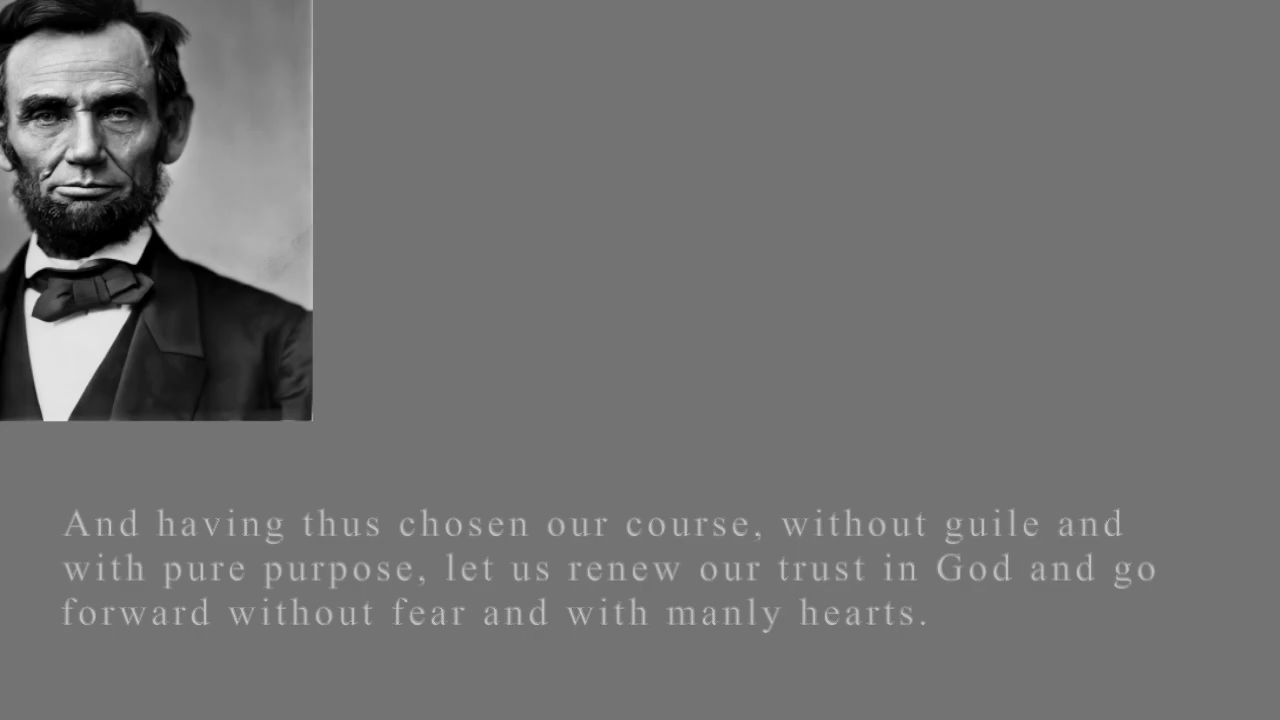 And having thus chosen our course, without guile and
with pure purpose, let us renew our trust in God and go
forward without fear and with manly hearts.